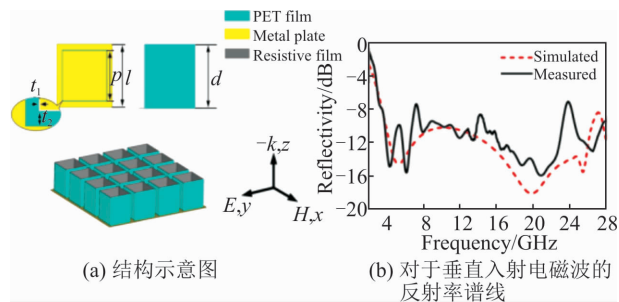 PET film
Metal plate
Resistive film
t1
p
l
d
t2
−k,z
E,y
H,x
(a) 结构示意图
Reflectivity/dB
0
−4
−8
−12
−16
−20
Simulated
Measured
2 4 8 12 16 20 24 28
Frequency/GHz
(b) 对于垂直入射电磁波的
反射率谱线